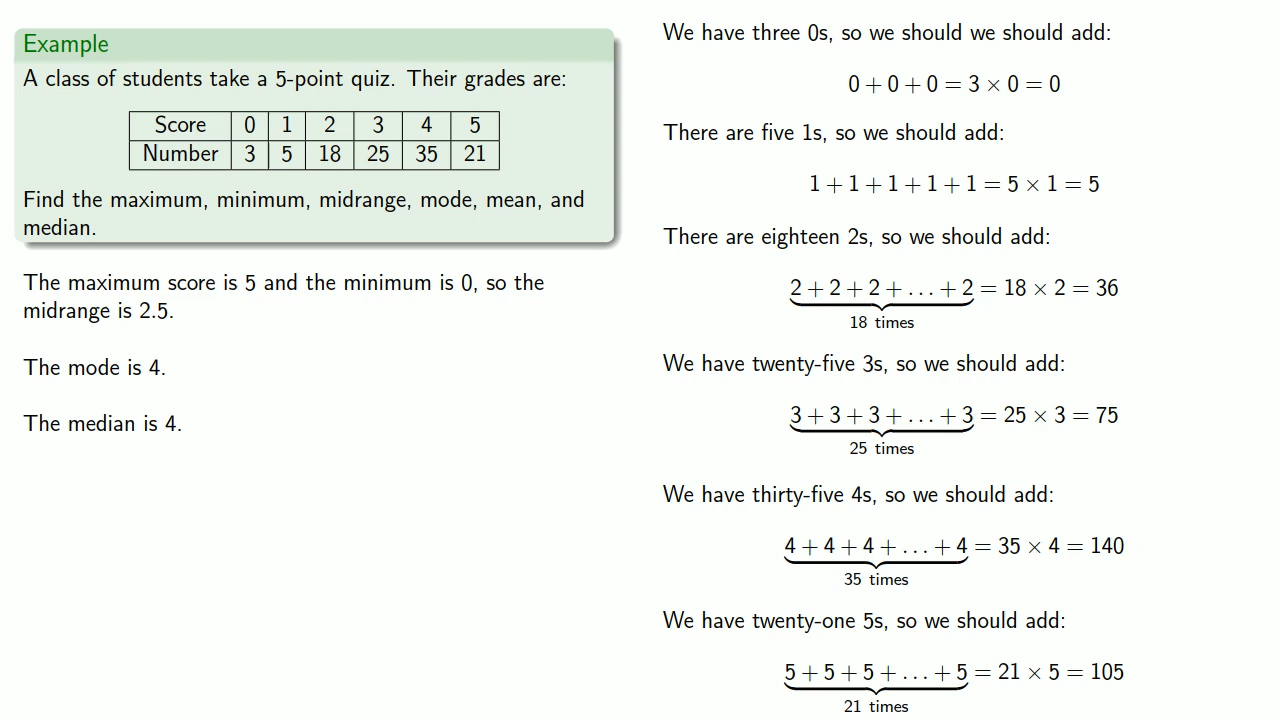 Example
A class of students take a 5-point quiz. Their grades are:
Score 0 1 2 3 4 5
Number 3 5 18 25 35 21
Find the maximum, minimum, midrange, mode, mean, and
median.
The maximum score is 5 and the minimum is 0, so the
midrange is 2.5.
The mode is 4.
The median is 4.
We have three 0s, so we should we should add:
0 + 0 + 0 = 3 × 0 = 0
There are five 1s, so we should add:
1 + 1 + 1 + 1 + 1 = 5 × 1 = 5
There are eighteen 2s, so we should add:
2 + 2 + 2 + ... + 2 = 18 × 2 = 36
18 times
We have twenty-five 3s, so we should add:
3 + 3 + 3 + ... + 3 = 25 × 3 = 75
25 times
We have thirty-five 4s, so we should add:
4 + 4 + 4 + ... + 4 = 35 × 4 = 140
35 times
We have twenty-one 5s, so we should add:
5 + 5 + 5 + ... + 5 = 21 × 5 = 105
21 times